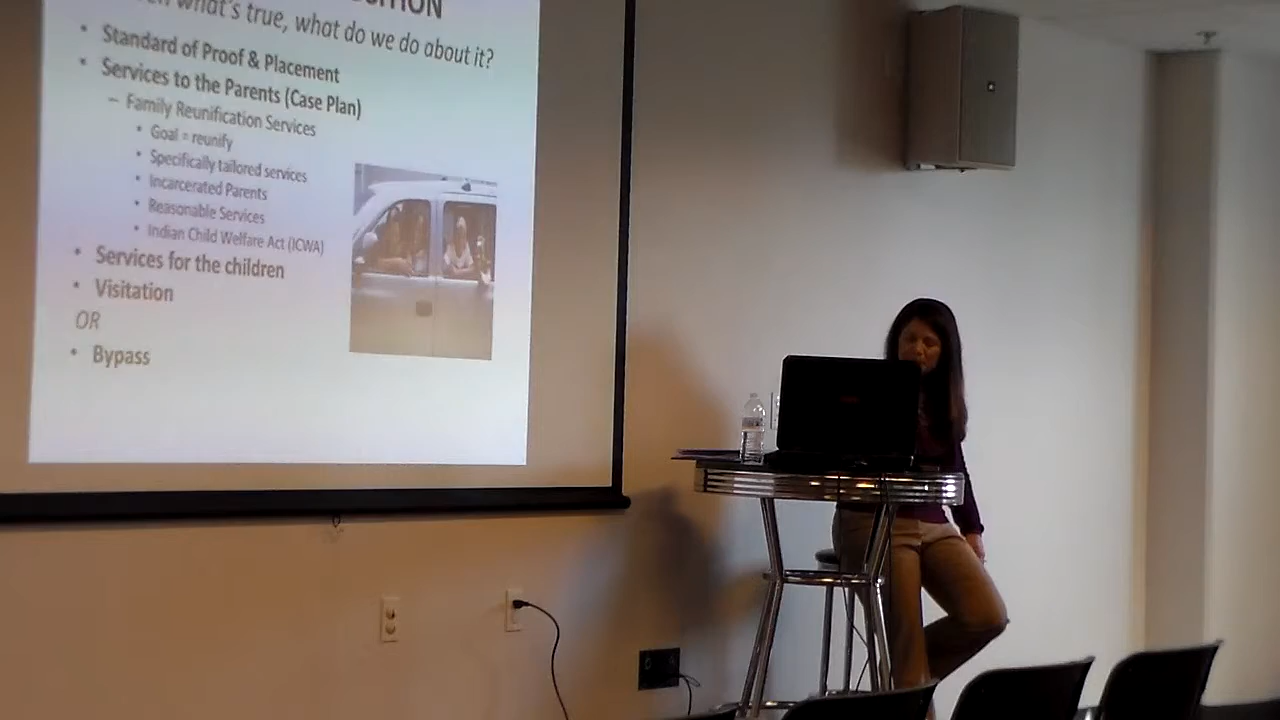 what's true, what do we do about it?
• Standard of Proof & Placement
• Services to the Parents (Case Plan)
– Family Reunification Services
• Goal = reunify
• Specifically tailored services
• Incarcerated Parents
• Reasonable Services
• Indian Child Welfare Act (ICWA)
• Services for the children
• Visitation
OR
• Bypass